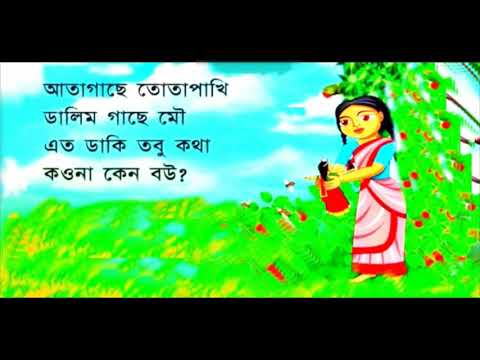 আতাগাছে তোতাপাখি
ডালিম গাছে মৌ
এত ডাকি তবু কথা
কওনা কেন বউ?